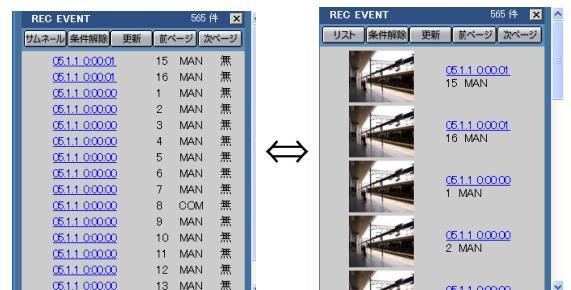 REC EVENT 565 件
サムネール 条件解除 更新 前ページ 次ページ
05.1.1 0:00:01 15 MAN 無
05.1.1 0:00:01 16 MAN 無
05.1.1 0:00:00 1 MAN 無
05.1.1 0:00:00 2 MAN 無
05.1.1 0:00:00 3 MAN 無
05.1.1 0:00:00 4 MAN 無
05.1.1 0:00:00 5 MAN 無
05.1.1 0:00:00 6 MAN 無
05.1.1 0:00:00 7 MAN 無
05.1.1 0:00:00 8 COM 無
05.1.1 0:00:00 9 MAN 無
05.1.1 0:00:00 10 MAN 無
05.1.1 0:00:00 11 MAN 無
05.1.1 0:00:00 12 MAN 無
05.1.1 0:00:00 13 MAN 無
REC EVENT 565 件
リスト 条件解除 更新 前ページ 次ページ
05.1.1 0:00:01
15 MAN
05.1.1 0:00:01
16 MAN
05.1.1 0:00:00
1 MAN
05.1.1 0:00:00
2 MAN
05.1.1 0:00:00